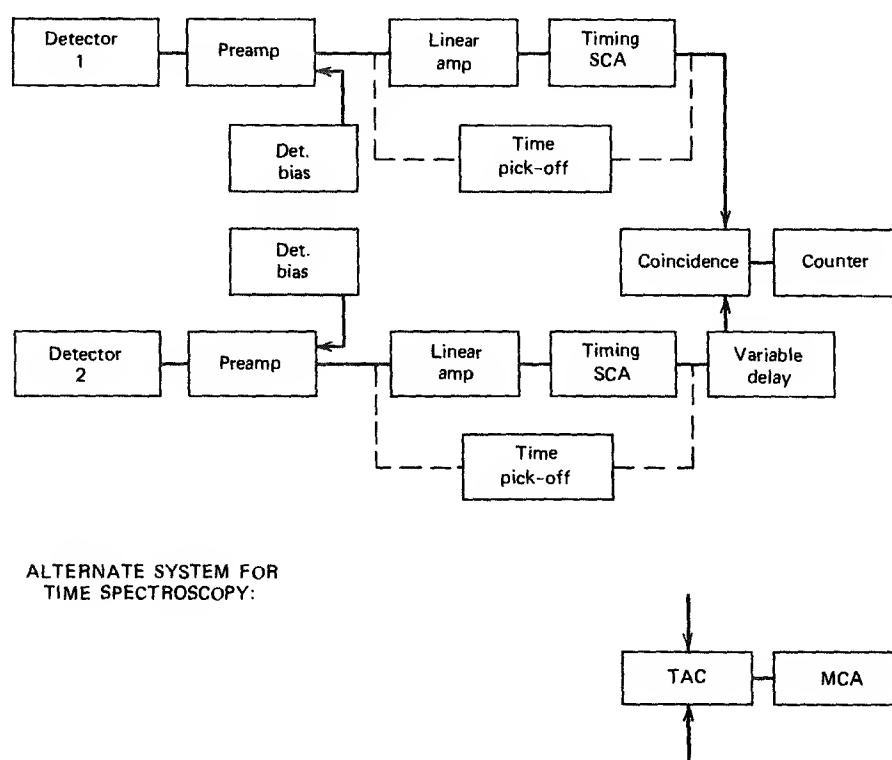 Detector
1
Preamp
Linear
amp
Timing
SCA
Det.
bias
Time
pick-off
Det.
bias
Coincidence
Counter
Detector
2
Preamp
Linear
amp
Timing
SCA
Variable
delay
Time
pick-off
ALTERNATE SYSTEM FOR
TIME SPECTROSCOPY:
TAC
MCA